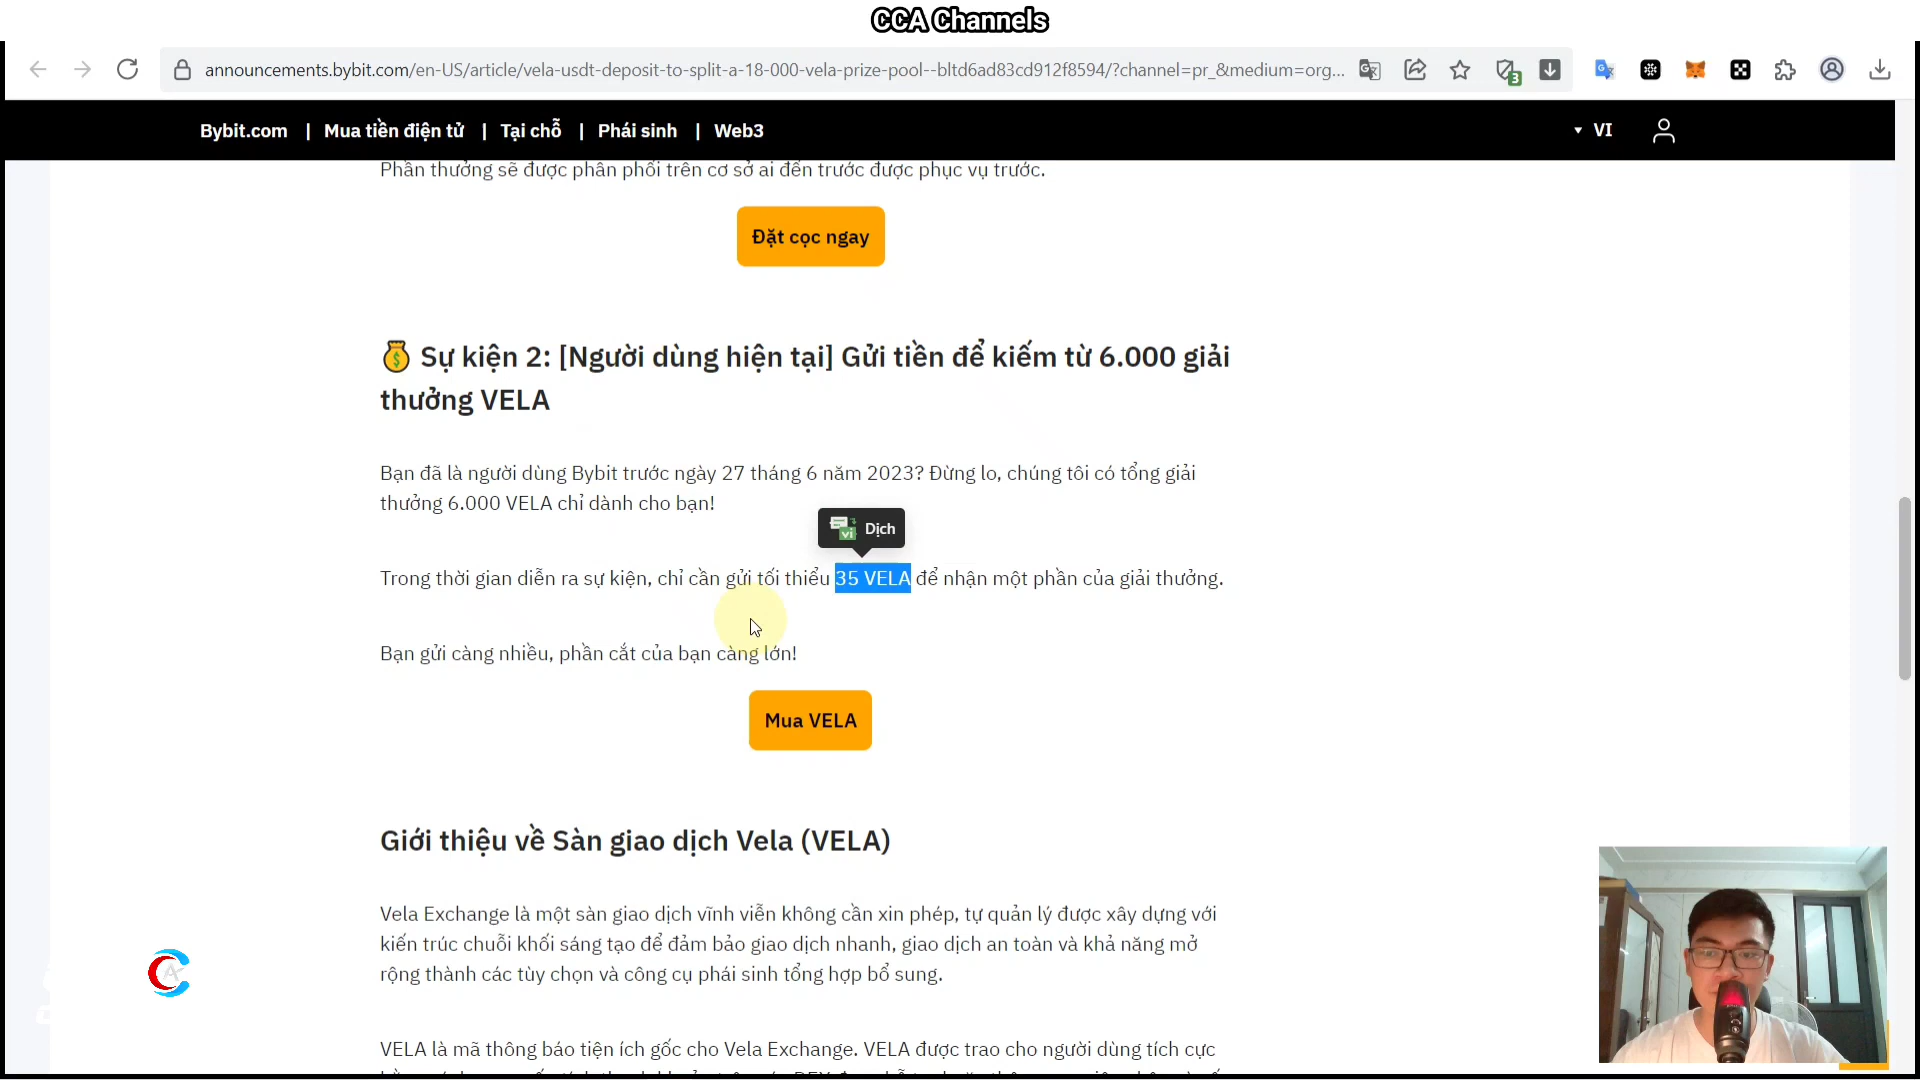 CCA Channels
announcements.bybit.com/en-US/article/vela-usdt-deposit-to-split-a-18-000-vela-prize-pool--bltd6ad83cd912f8594/?channel=pr_&medium=org...
3
Bybit.com | Mua tiền điện tử | Tại chỗ | Phái sinh | Web3
VI
Phần thưởng sẽ được phân phối trên cơ sở ai đến trước được phục vụ trước.
Đặt cọc ngay
Sự kiện 2: [Người dùng hiện tại] Gửi tiền để kiếm từ 6.000 giải
thưởng VELA
Bạn đã là người dùng Bybit trước ngày 27 tháng 6 năm 2023? Đừng lo, chúng tôi có tổng giải
thưởng 6.000 VELA chỉ dành cho bạn!
vi Dịch
Trong thời gian diễn ra sự kiện, chỉ cần gửi tối thiểu 35 VELA để nhận một phần của giải thưởng.
Bạn gửi càng nhiều, phần cắt của bạn càng lớn!
Mua VELA
Giới thiệu về Sàn giao dịch Vela (VELA)
Vela Exchange là một sàn giao dịch vĩnh viễn không cần xin phép, tự quản lý được xây dựng với
kiến trúc chuỗi khối sáng tạo để đảm bảo giao dịch nhanh, giao dịch an toàn và khả năng mở
rộng thành các tùy chọn và công cụ phái sinh tổng hợp bổ sung.
VELA là mã thông báo tiện ích gốc cho Vela Exchange. VELA được trao cho người dùng tích cực